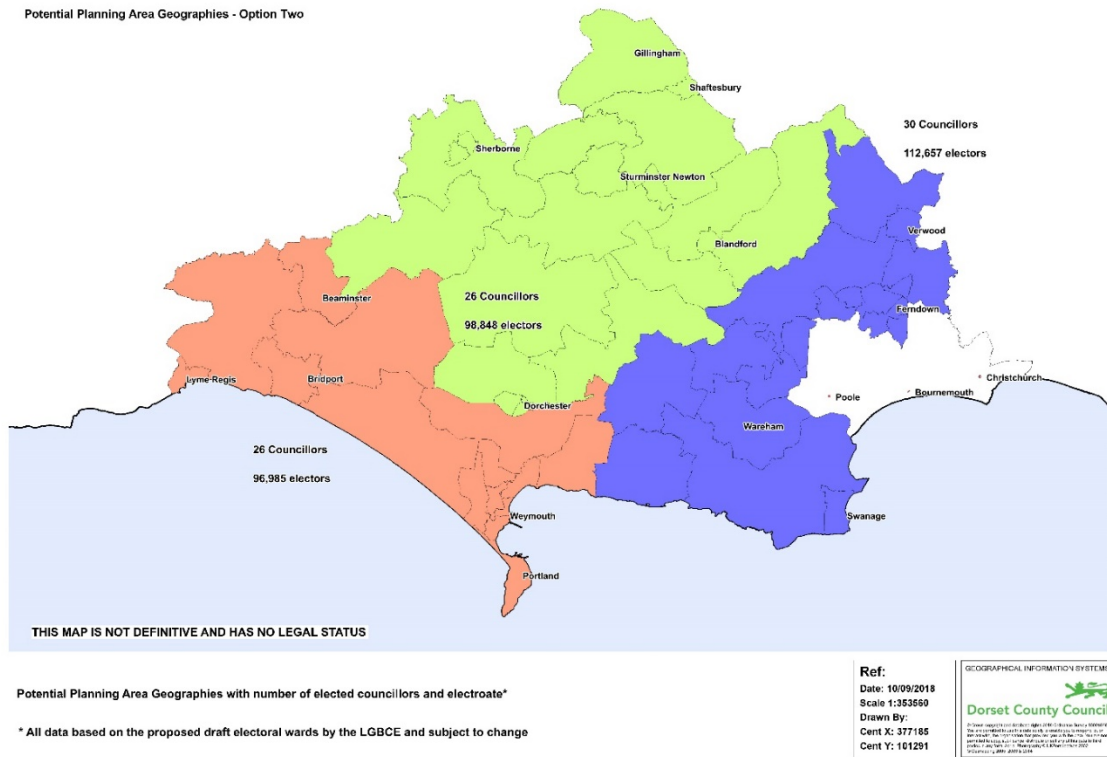 Potential Planning Area Geographies - Option Two
Gillingham
Shaftesbury
30 Councillors
112,657 electors
Sherborne
Sturminster Newton
Verwood
Blandford
Beaminster
26 Councillors
98,848 electors
Ferndown
Lyme-Regis
Bridport
Christchurch
Bournemouth
Poole
Dorchester
Wareham
26 Councillors
96,985 electors
Weymouth
Swanage
Portland
THIS MAP IS NOT DEFINITIVE AND HAS NO LEGAL STATUS
Potential Planning Area Geographies with number of elected councillors and electroate*
* All data based on the proposed draft electoral wards by the LGBCE and subject to change
Ref:
Date: 10/09/2018
Scale 1:353560
Drawn By:
Cent X: 377185
Cent Y: 101291
GEOGRAPHICAL INFORMATION SYSTEMS
Dorset County Council